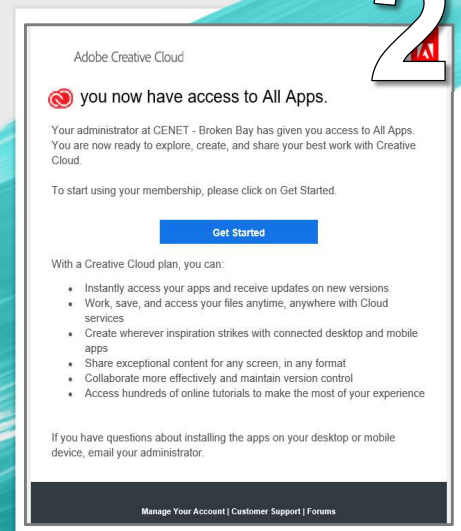 2
Adobe Creative Cloud
you now have access to All Apps.
Your administrator at CENET - Broken Bay has given you access to All Apps.
You are now ready to explore, create, and share your best work with Creative
Cloud.
To start using your membership, please click on Get Started.
Get Started
With a Creative Cloud plan, you can:
• Instantly access your apps and receive updates on new versions
• Work, save, and access your files anytime, anywhere with Cloud
services
• Create wherever inspiration strikes with connected desktop and mobile
apps
• Share exceptional content for any screen, in any format
• Collaborate more effectively and maintain version control
• Access hundreds of online tutorials to make the most of your experience
If you have questions about installing the apps on your desktop or mobile
device, email your administrator.
Manage Your Account | Customer Support | Forums